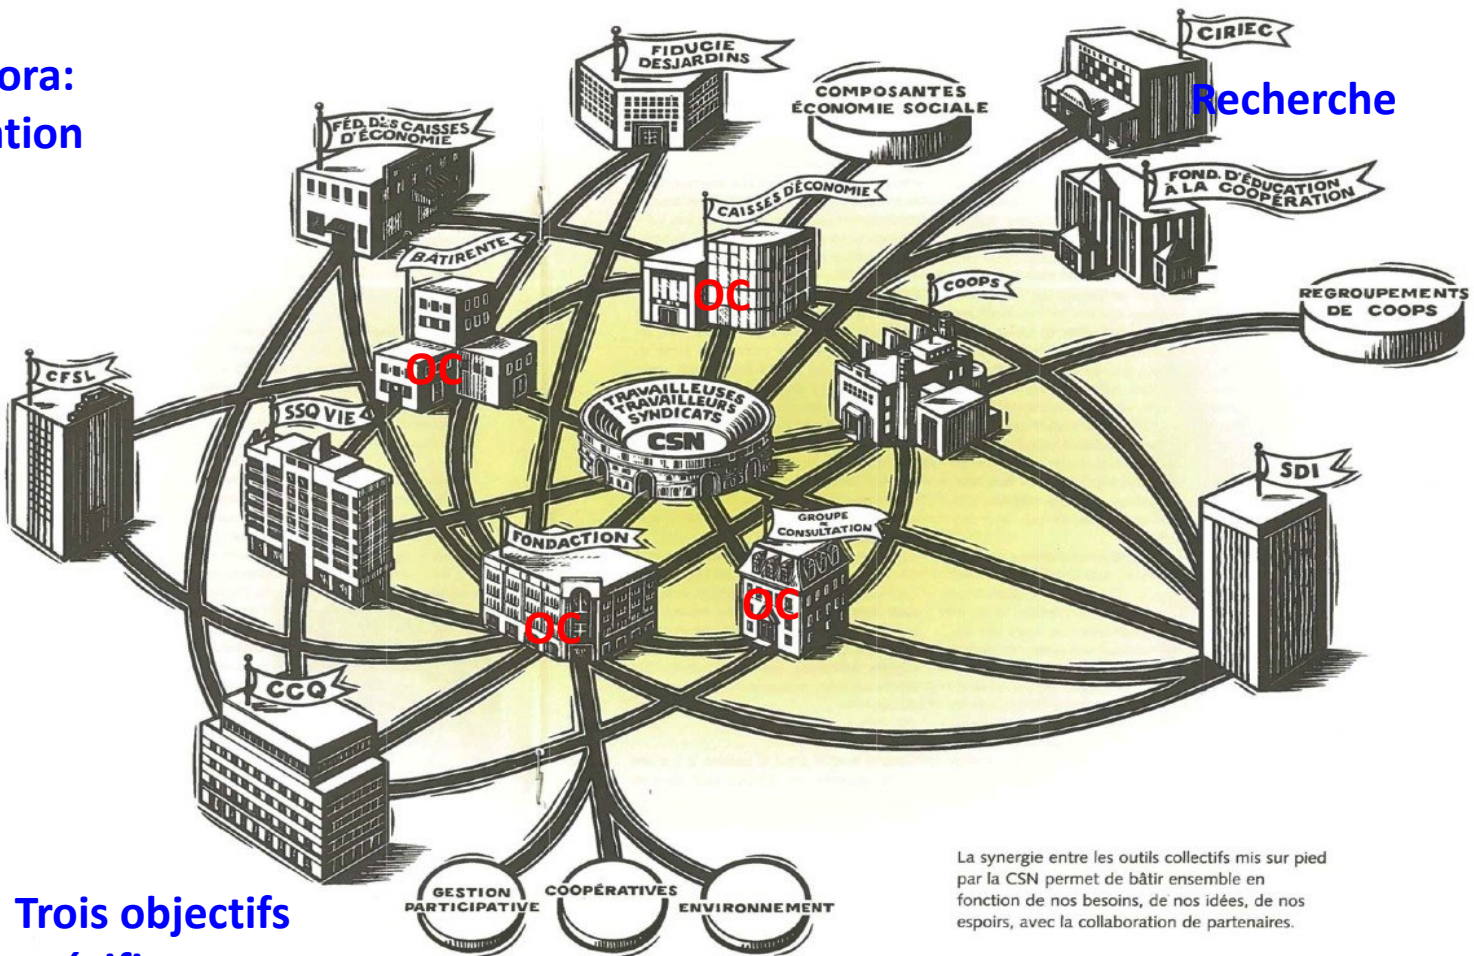 CIRIEC
FIDUCIE
DESJARDINS
Recherche
COMPOSANTES
ÉCONOMIE SOCIALE
FÉD. DES CAISSES
D'ÉCONOMIE
FOND. D'ÉDUCATION
À LA COOPÉRATION
CAISSES D'ÉCONOMIE
BÂTIRENTE
OC
COOPS
REGROUPEMENTS
DE COOPS
OC
CFSL
SSQ VIE
TRAVAILLEUSES
TRAVAILLEURS
SYNDICATS
CSN
SDI
FONDACTION
GROUPE
DE
CONSULTATION
OC
OC
CCQ
GESTION
PARTICIPATIVE
COOPÉRATIVES
ENVIRONNEMENT
La synergie entre les outils collectifs mis sur pied
par la CSN permet de bâtir ensemble en
fonction de nos besoins, de nos idées, de nos
espoirs, avec la collaboration de partenaires.
Trois objectifs